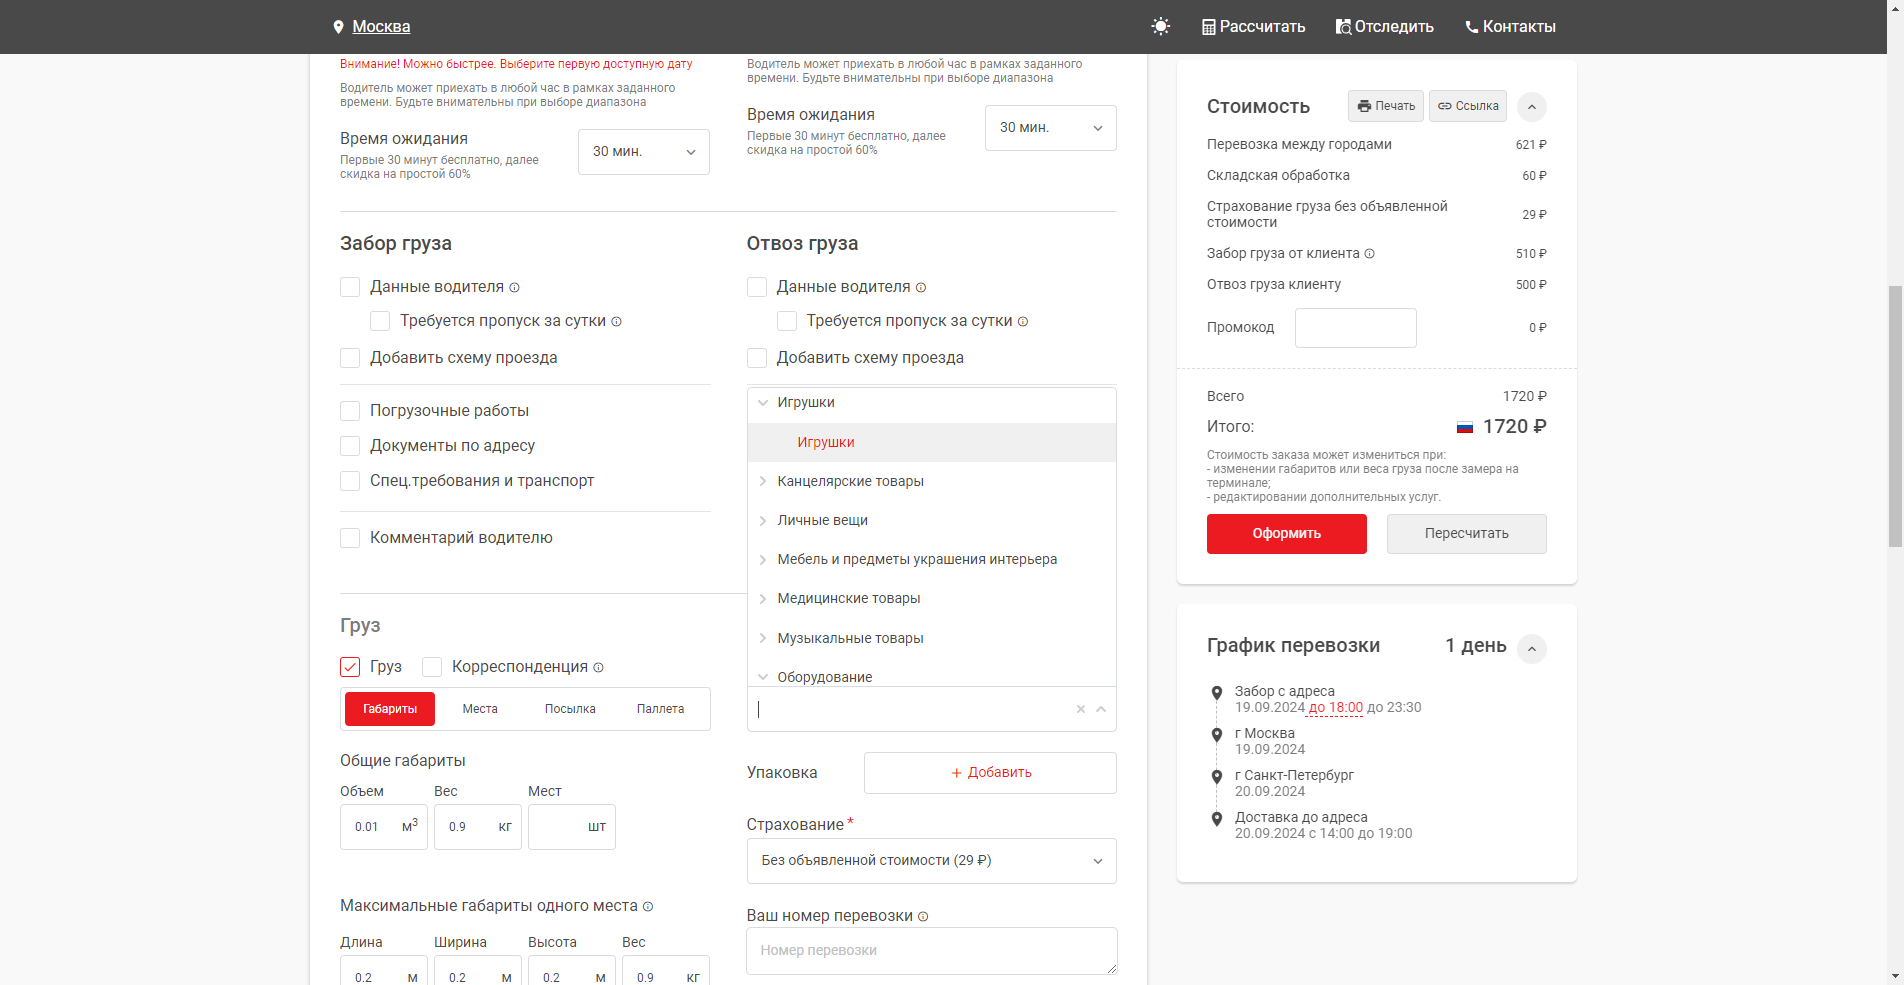 Москва
Рассчитать
Отследить
Контакты
Внимание! Можно быстрее. Выберите первую доступную дату
Водитель может приехать в любой час в рамках заданного
времени. Будьте внимательны при выборе диапазона
Время ожидания
Первые 30 минут бесплатно, далее
скидка на простой 60%
30 мин.
Водитель может приехать в любой час в рамках заданного
времени. Будьте внимательны при выборе диапазона
Время ожидания
Первые 30 минут бесплатно, далее
скидка на простой 60%
30 мин.
Забор груза
Данные водителя
Требуется пропуск за сутки
Добавить схему проезда
Погрузочные работы
Документы по адресу
Спец.требования и транспорт
Комментарий водителю
Отвоз груза
Данные водителя
Требуется пропуск за сутки
Добавить схему проезда
Игрушки
Игрушки
Канцелярские товары
Личные вещи
Мебель и предметы украшения интерьера
Медицинские товары
Музыкальные товары
Оборудование
Груз
Груз
Корреспонденция
Габариты
Места
Посылка
Паллета
Общие габариты
Объем
Вес
Мест
0.01 м3
0.9 кг
шт
Максимальные габариты одного места
Длина
Ширина
Высота
Вес
0.2 м
0.2 м
0.2 м
0.9 кг
Упаковка
+ Добавить
Страхование *
Без объявленной стоимости (29 ₽)
Ваш номер перевозки
Номер перевозки
Стоимость
Печать
Ссылка
Перевозка между городами 621 ₽
Складская обработка 60 ₽
Страхование груза без объявленной
стоимости 29 ₽
Забор груза от клиента 510 ₽
Отвоз груза клиенту 500 ₽
Промокод 0 ₽
Всего 1720 ₽
Итого: 1720 ₽
Стоимость заказа может измениться при:
- изменении габаритов или веса груза после замера на
терминале;
- редактировании дополнительных услуг.
Оформить
Пересчитать
График перевозки 1 день
Забор с адреса
19.09.2024 до 18:00 до 23:30
г Москва
19.09.2024
г Санкт-Петербург
20.09.2024
Доставка до адреса
20.09.2024 с 14:00 до 19:00